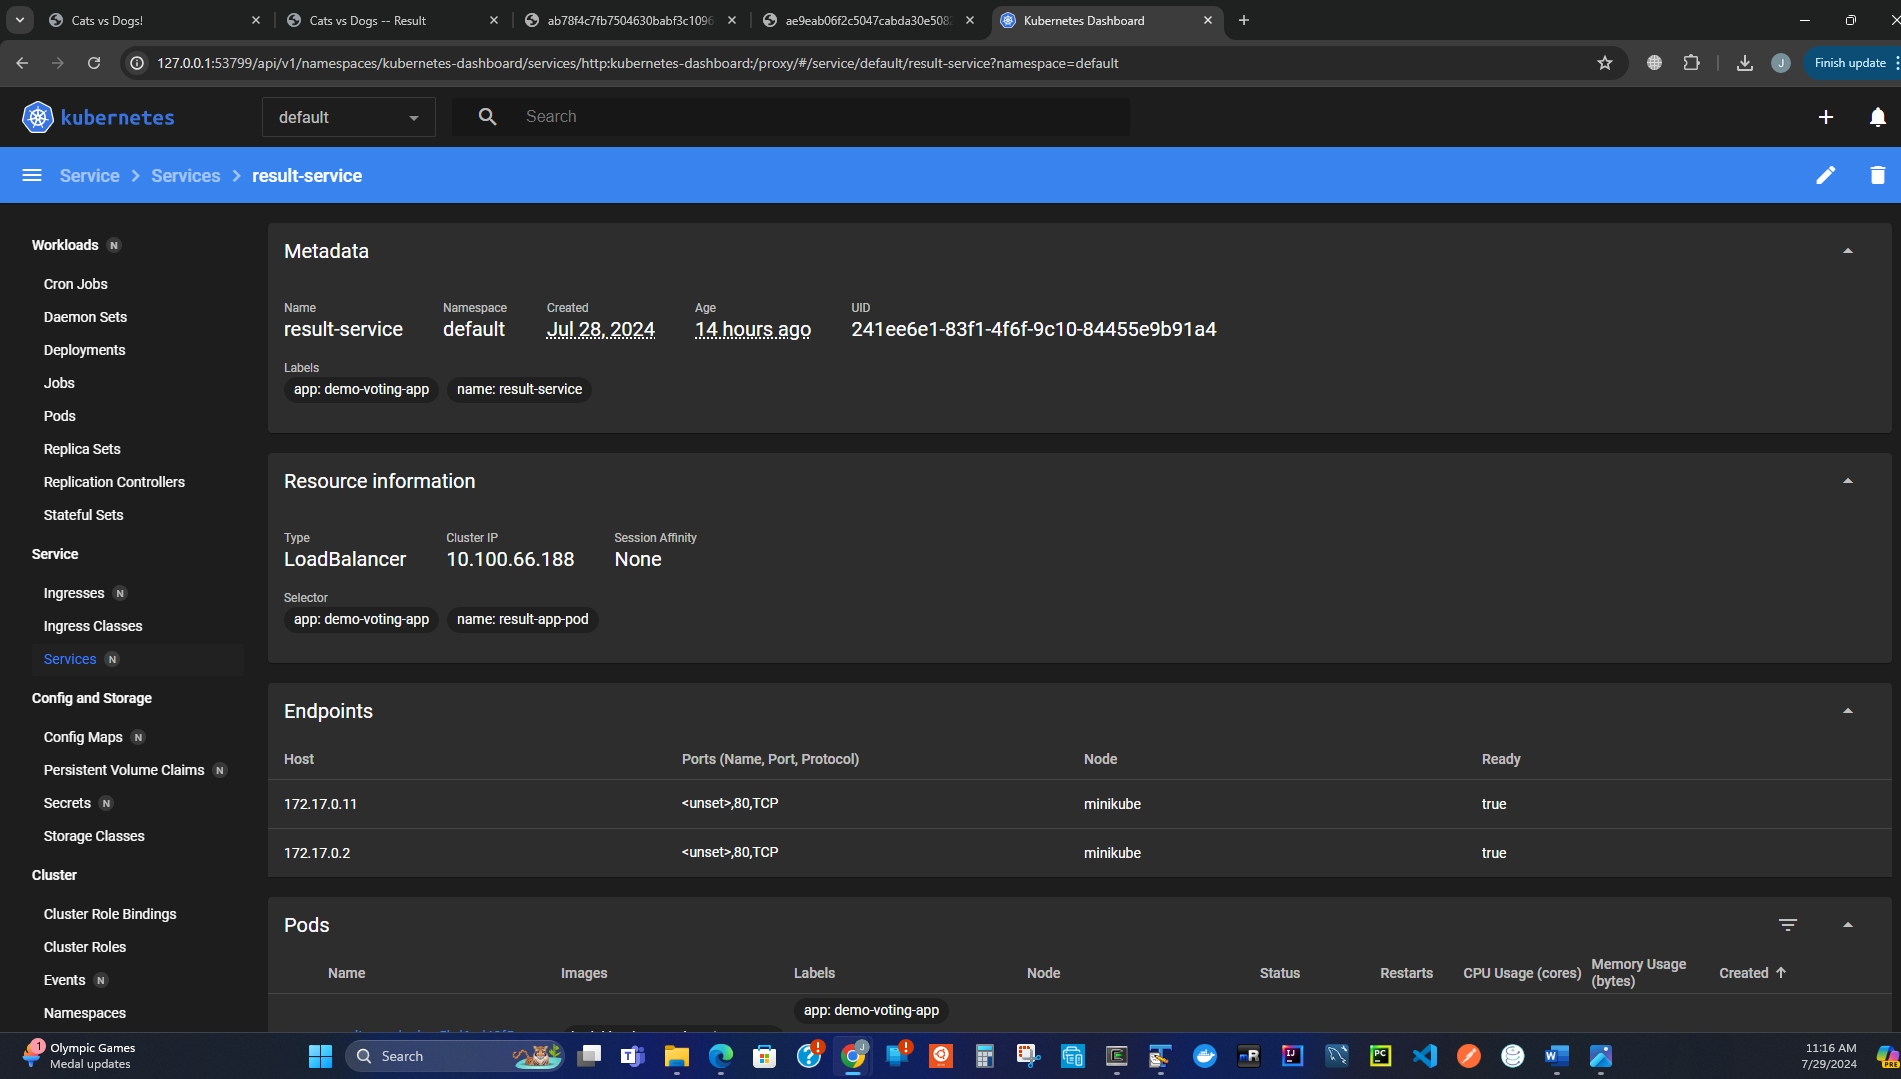 Cats vs Dogs!
Cats vs Dogs -- Result
ab78f4c7fb7504630babf3c1096
ae9eab06f2c5047cabda30e508
Kubernetes Dashboard
127.0.0.1:53799/api/v1/namespaces/kubernetes-dashboard/services/http:kubernetes-dashboard:/proxy/#/service/default/result-service?namespace=default
J
Finish update
kubernetes
default
Search
Service
Services
result-service
Workloads N
Cron Jobs
Daemon Sets
Deployments
Jobs
Pods
Replica Sets
Replication Controllers
Stateful Sets
Service
Ingresses N
Ingress Classes
Services N
Config and Storage
Config Maps N
Persistent Volume Claims N
Secrets N
Storage Classes
Cluster
Cluster Role Bindings
Cluster Roles
Events N
Namespaces
Metadata
Name Namespace Created Age UID
result-service default Jul 28, 2024 14 hours ago 241ee6e1-83f1-4f6f-9c10-84455e9b91a4
Labels
app: demo-voting-app name: result-service
Resource information
Type Cluster IP Session Affinity
LoadBalancer 10.100.66.188 None
Selector
app: demo-voting-app name: result-app-pod
Endpoints
Host Ports (Name, Port, Protocol) Node Ready
172.17.0.11 <unset>,80,TCP minikube true
172.17.0.2 <unset>,80,TCP minikube true
Pods
Name Images Labels Node Status Restarts CPU Usage (cores) Memory Usage (bytes) Created
app: demo-voting-app
1
Olympic Games
Medal updates
Search
11:16 AM
7/29/2024